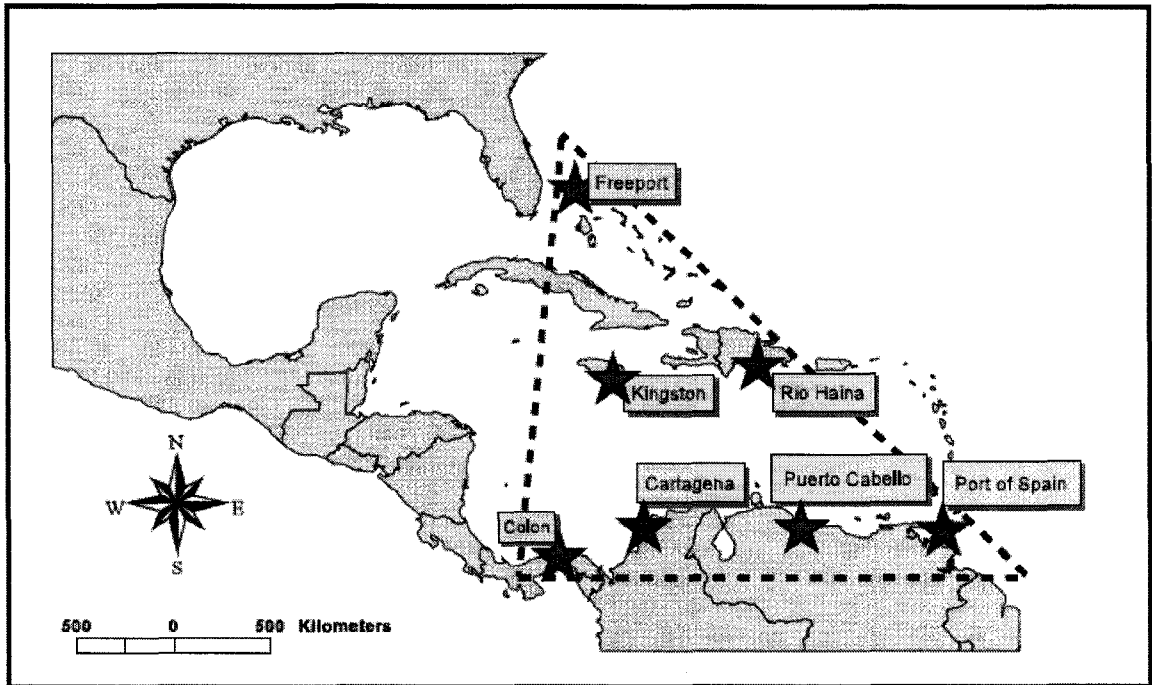 Freeport
Kingston
Rio Haina
Cartagena
Puerto Cabello
Port of Spain
Colon
N
W E
S
500 0 500 Kilometers